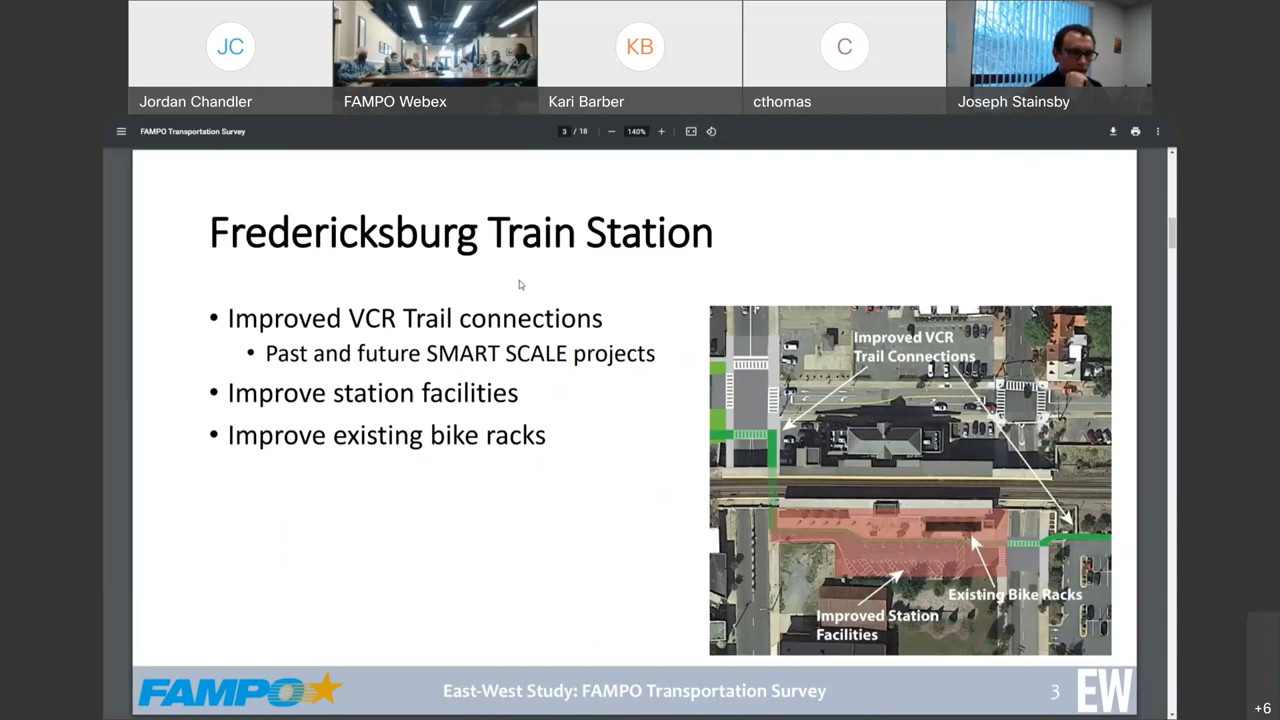 JC
KB
C
Jordan Chandler
FAMPO Webex
Kari Barber
cthomas
Joseph Stainsby
FAMPO Transportation Survey
3 / 18
140%
Fredericksburg Train Station
• Improved VCR Trail connections
• Past and future SMART SCALE projects
• Improve station facilities
• Improve existing bike racks
Improved VCR
Trail Connections
Existing Bike Racks
Improved Station
Facilities
FAMPO
East-West Study: FAMPO Transportation Survey
3
EW
+6